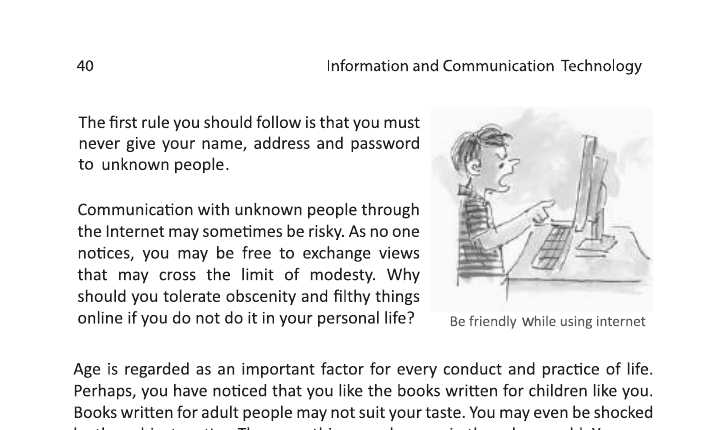 40
Information and Communication Technology
The first rule you should follow is that you must
never give your name, address and password
to unknown people.
Communication with unknown people through
the Internet may sometimes be risky. As no one
notices, you may be free to exchange views
that may cross the limit of modesty. Why
should you tolerate obscenity and filthy things
online if you do not do it in your personal life?
Be friendly While using internet
Age is regarded as an important factor for every conduct and practice of life.
Perhaps, you have noticed that you like the books written for children like you.
Books written for adult people may not suit your taste. You may even be shocked